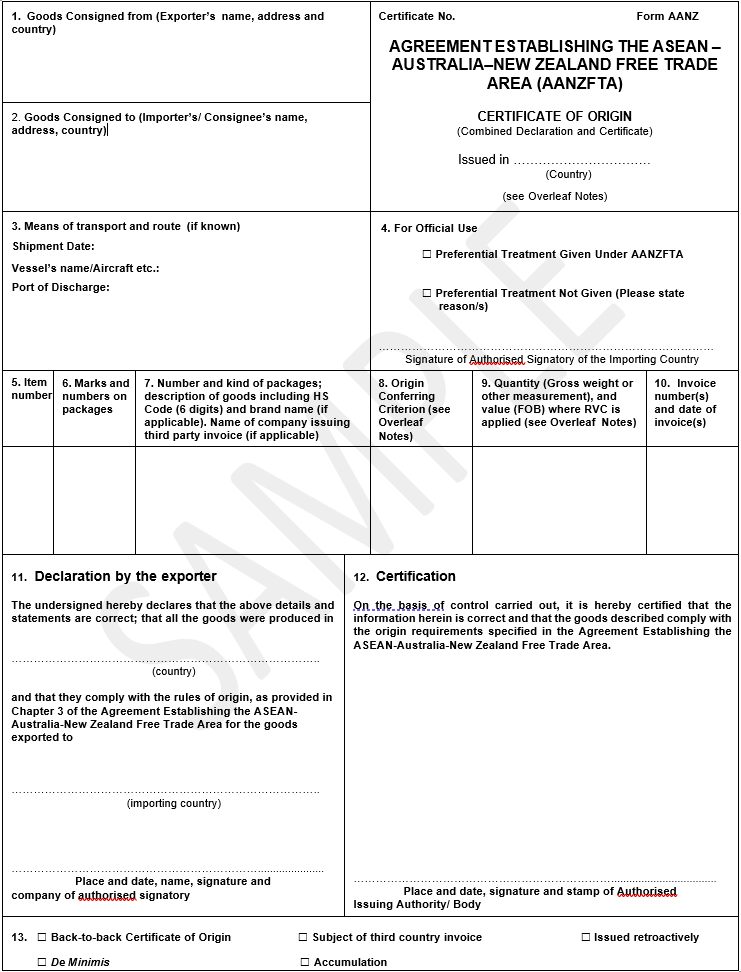 1. Goods Consigned from (Exporter's name, address and
country)
Certificate No.
Form AANZ
AGREEMENT ESTABLISHING THE ASEAN –
AUSTRALIA–NEW ZEALAND FREE TRADE
AREA (AANZFTA)
2. Goods Consigned to (Importer's/ Consignee's name,
address, country)
CERTIFICATE OF ORIGIN
(Combined Declaration and Certificate)
Issued in ……………………………
(Country)
(see Overleaf Notes)
3. Means of transport and route (if known)
Shipment Date:
Vessel's name/Aircraft etc.:
Port of Discharge:
4. For Official Use
☐ Preferential Treatment Given Under AANZFTA
☐ Preferential Treatment Not Given (Please state
reason/s)
……………………………………………………………………………
Signature of Authorised Signatory of the Importing Country
5. Item
number
6. Marks and
numbers on
packages
7. Number and kind of packages;
description of goods including HS
Code (6 digits) and brand name (if
applicable). Name of company issuing
third party invoice (if applicable)
8. Origin
Conferring
Criterion (see
Overleaf
Notes)
9. Quantity (Gross weight or
other measurement), and
value (FOB) where RVC is
applied (see Overleaf Notes)
10. Invoice
number(s)
and date of
invoice(s)
11. Declaration by the exporter
The undersigned hereby declares that the above details and
statements are correct; that all the goods were produced in
……………………………………………………………………
(country)
and that they comply with the rules of origin, as provided in
Chapter 3 of the Agreement Establishing the ASEAN-
Australia-New Zealand Free Trade Area for the goods
exported to
……………………………………………………………………
(importing country)
……………………………………………………………………
Place and date, name, signature and
company of authorised signatory
12. Certification
On the basis of control carried out, it is hereby certified that the
information herein is correct and that the goods described comply with
the origin requirements specified in the Agreement Establishing the
ASEAN-Australia-New Zealand Free Trade Area.
……………………………………………………………………………
Place and date, signature and stamp of Authorised
Issuing Authority/ Body
13. ☐ Back-to-back Certificate of Origin ☐ Subject of third country invoice ☐ Issued retroactively
☐ De Minimis ☐ Accumulation
SAMPLE